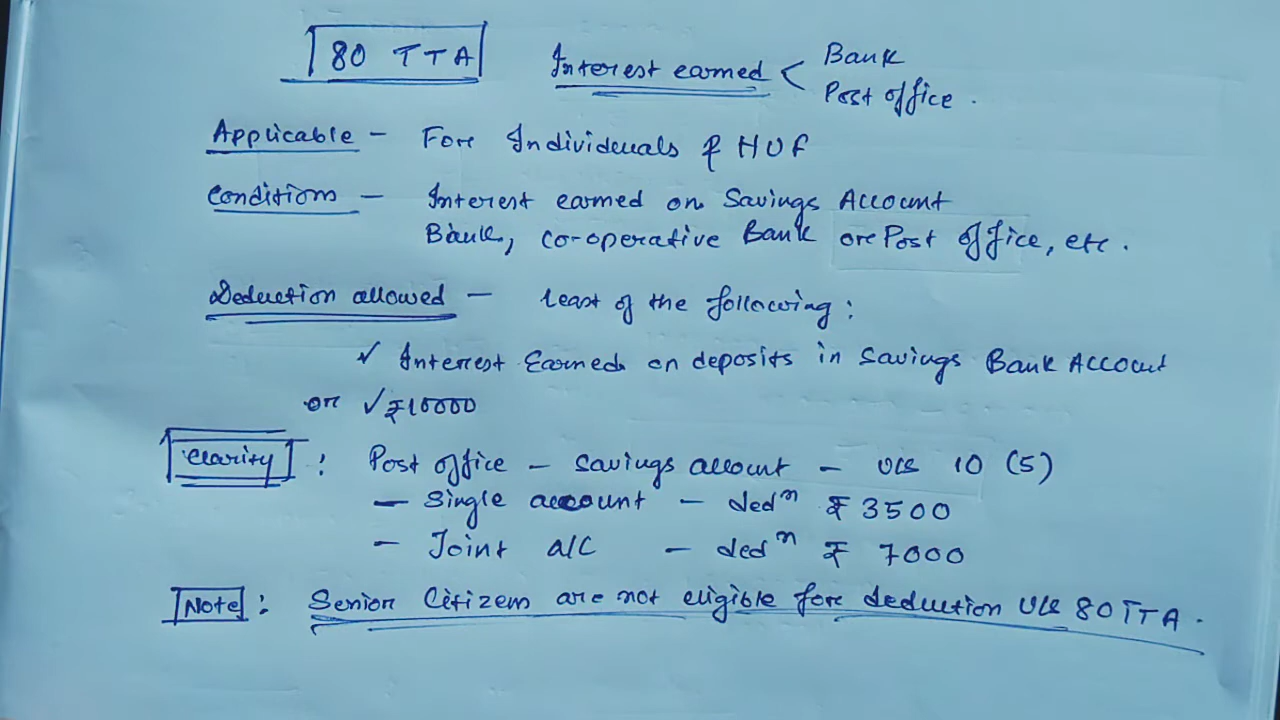 80 TTA Interest earned < Bank
Post office.
Applicable - For Individuals & HUF
Conditions - Interest earned on Savings Account
Bank, co-operative Bank or Post office, etc.
Deduction allowed - least of the following:
✓ Interest Earned on deposits in Savings Bank Account
or ✓ ₹10000
Clarity : Post office - Savings account - U/s 10 (5)
- Single account - dedⁿ ₹ 3500
- Joint a/c - dedⁿ ₹ 7000
Note : Senior Citizen are not eligible for deduction U/s 80TTA.